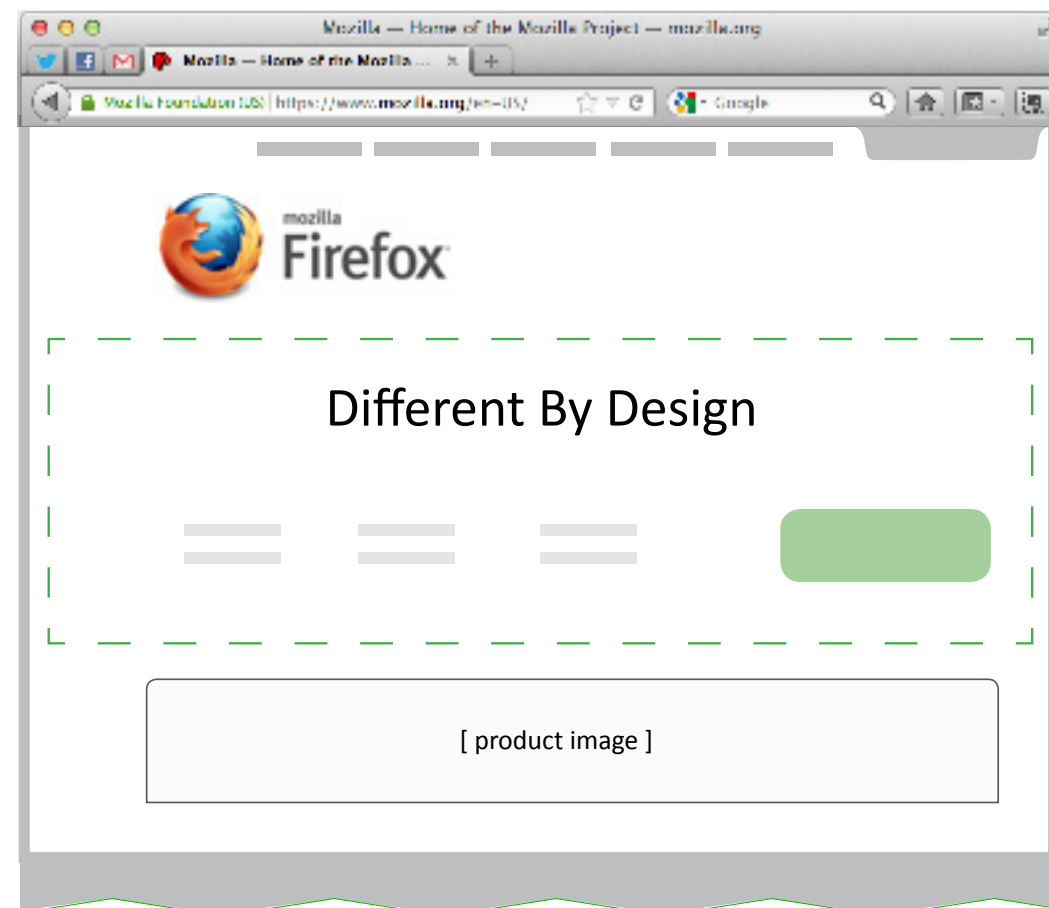 Mozilla — Home of the Mozilla Project — mozilla.org
Mozilla — Home of the Mozilla ...
Mozilla Foundation (US) https://www.mozilla.org/en-US/
Google
mozilla
Firefox
Different By Design
[ product image ]